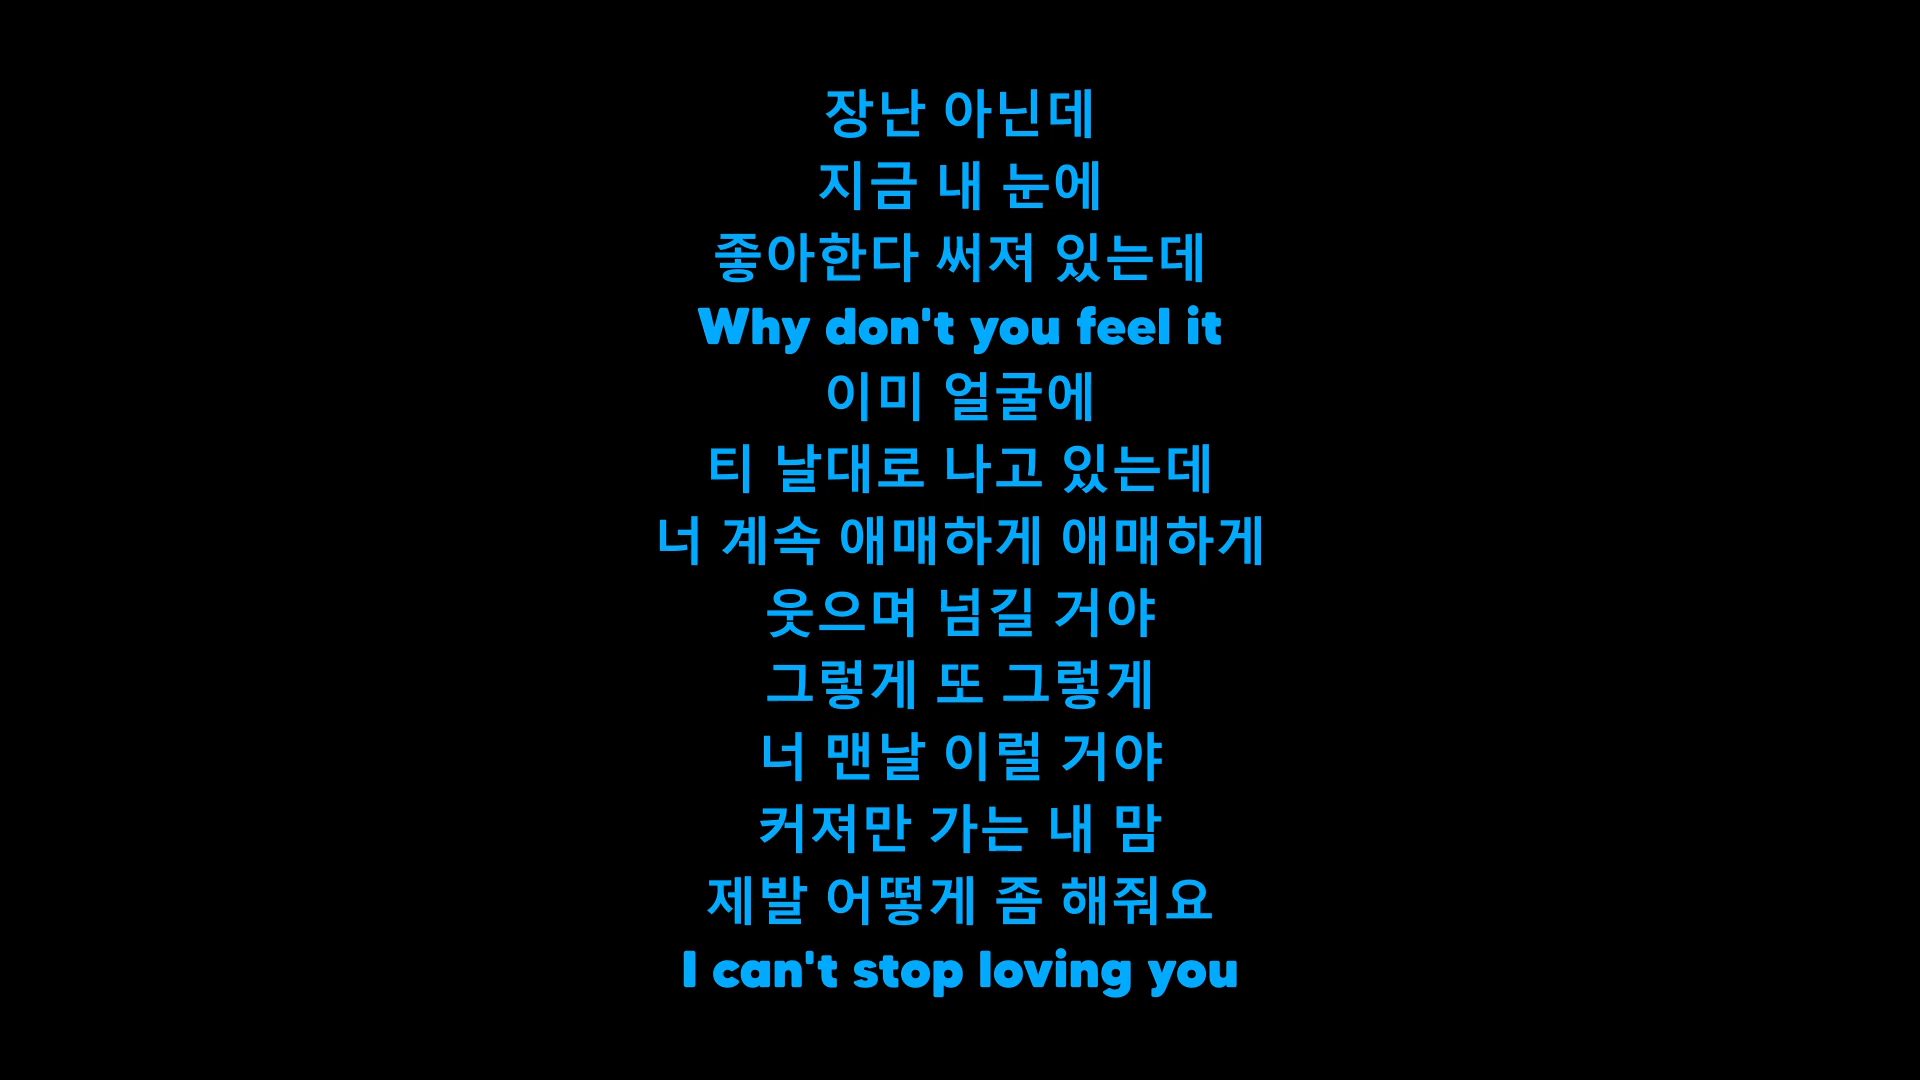 장난 아닌데
지금 내 눈에
좋아한다 써져 있는데
Why don't you feel it
이미 얼굴에
티 날대로 나고 있는데
너 계속 애매하게 애매하게
웃으며 넘길 거야
그렇게 또 그렇게
너 맨날 이럴 거야
커져만 가는 내 맘
제발 어떻게 좀 해줘요
I can't stop loving you